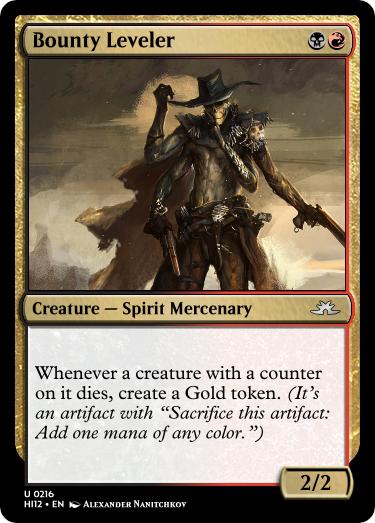 Bounty Leveler
Creature — Spirit Mercenary
Whenever a creature with a counter
on it dies, create a Gold token. (It's
an artifact with “Sacrifice this artifact:
Add one mana of any color.”)
2/2
U 0216
HI12 • EN Alexander Nanitchkov